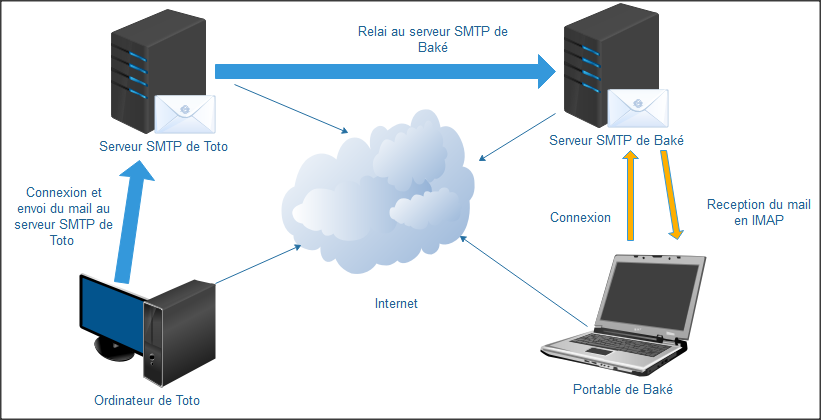 Relai au serveur SMTP de
Baké
Serveur SMTP de Toto
Serveur SMTP de Baké
Connexion et
envoi du mail au
serveur SMTP de
Toto
Connexion
Reception du mail
en IMAP
Internet
Ordinateur de Toto
Portable de Baké